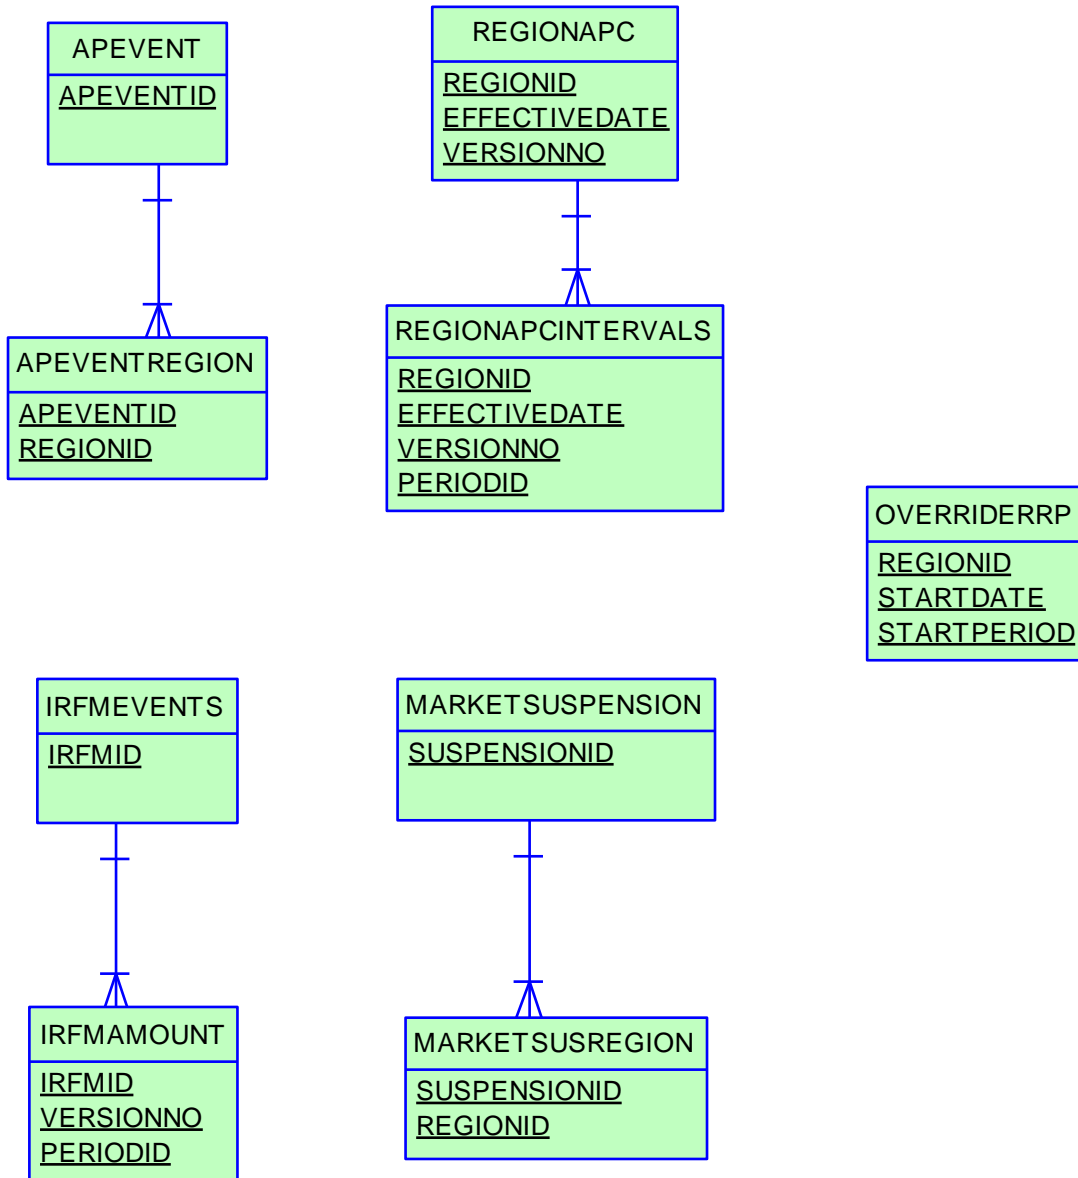 APEVENT
APEVENTID
REGIONAPC
REGIONID
EFFECTIVEDATE
VERSIONNO
APEVENTREGION
APEVENTID
REGIONID
REGIONAPCINTERVALS
REGIONID
EFFECTIVEDATE
VERSIONNO
PERIODID
OVERRIDERRP
REGIONID
STARTDATE
STARTPERIOD
IRFMEVENTS
IRFMID
MARKETSUSPENSION
SUSPENSIONID
IRFMAMOUNT
IRFMID
VERSIONNO
PERIODID
MARKETSUSREGION
SUSPENSIONID
REGIONID